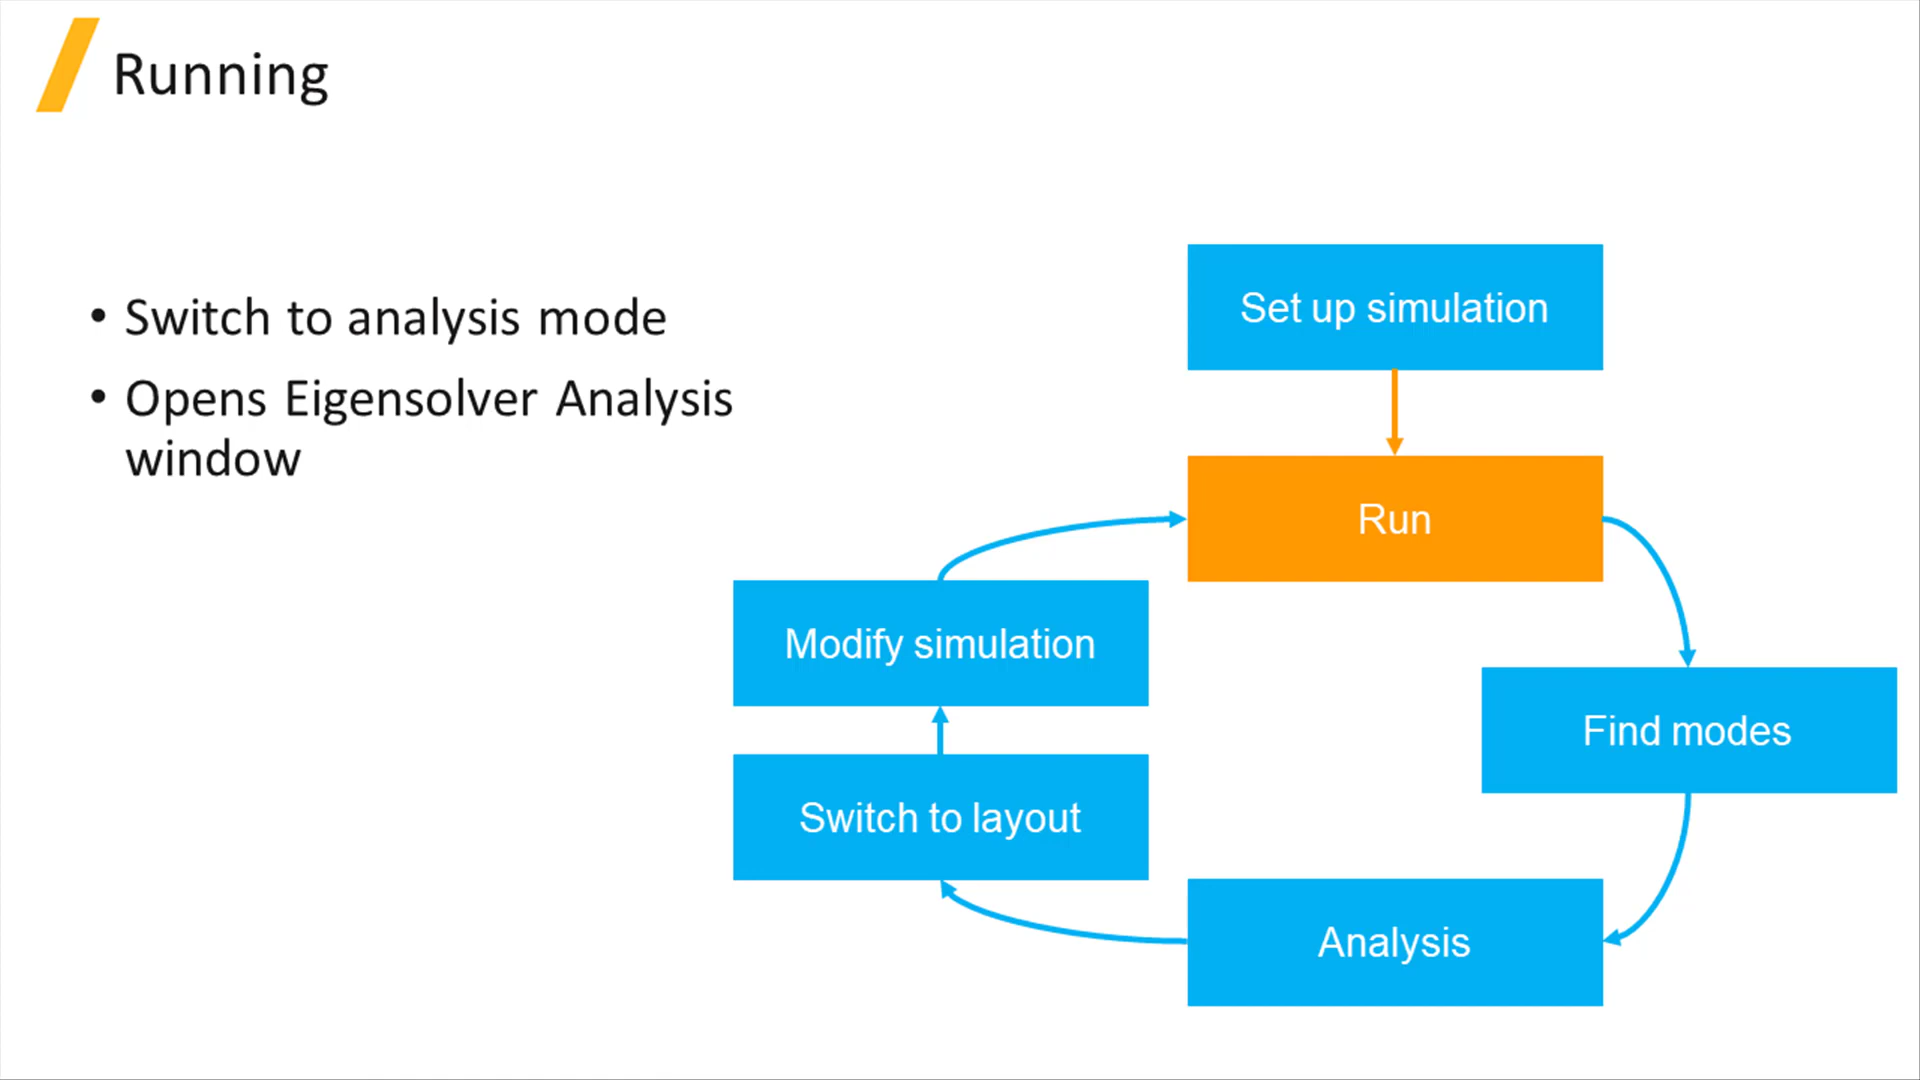 Running
• Switch to analysis mode
• Opens Eigensolver Analysis
window
Set up simulation
Run
Modify simulation
Find modes
Switch to layout
Analysis